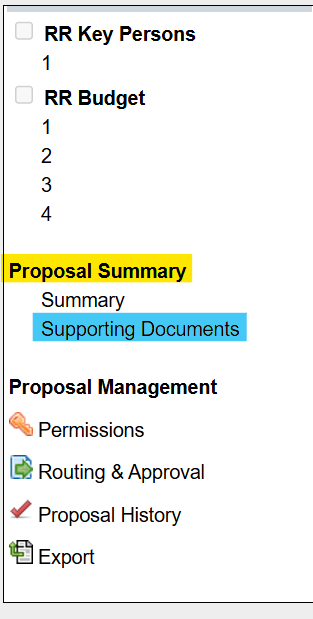 RR Key Persons
1
RR Budget
1
2
3
4
Proposal Summary
Summary
Supporting Documents
Proposal Management
Permissions
Routing & Approval
Proposal History
Export